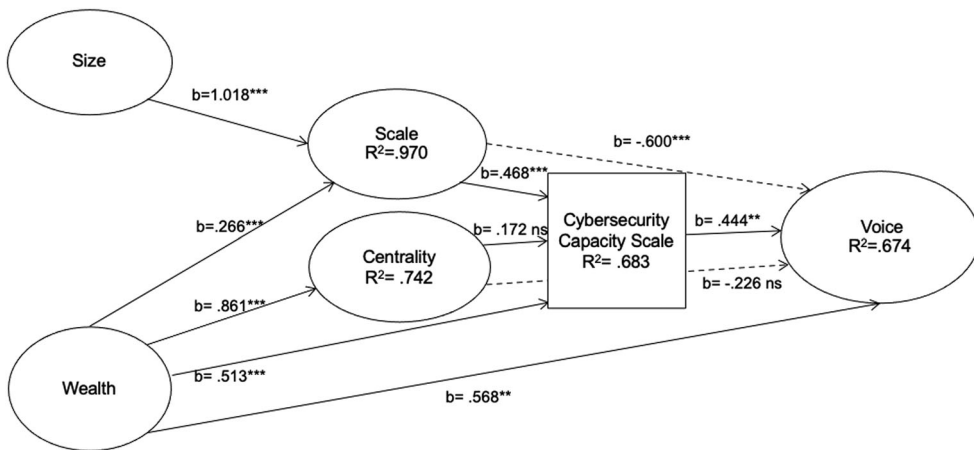 Size
b=1.018***
Scale
R²=.970
b= -.600***
b=.468***
b=.266***
Centrality
R²= .742
b= .172 ns
Cybersecurity
Capacity Scale
R²= .683
b= .444**
Voice
R²=.674
b= -.226 ns
b= .861***
Wealth
b= .513***
b= .568**